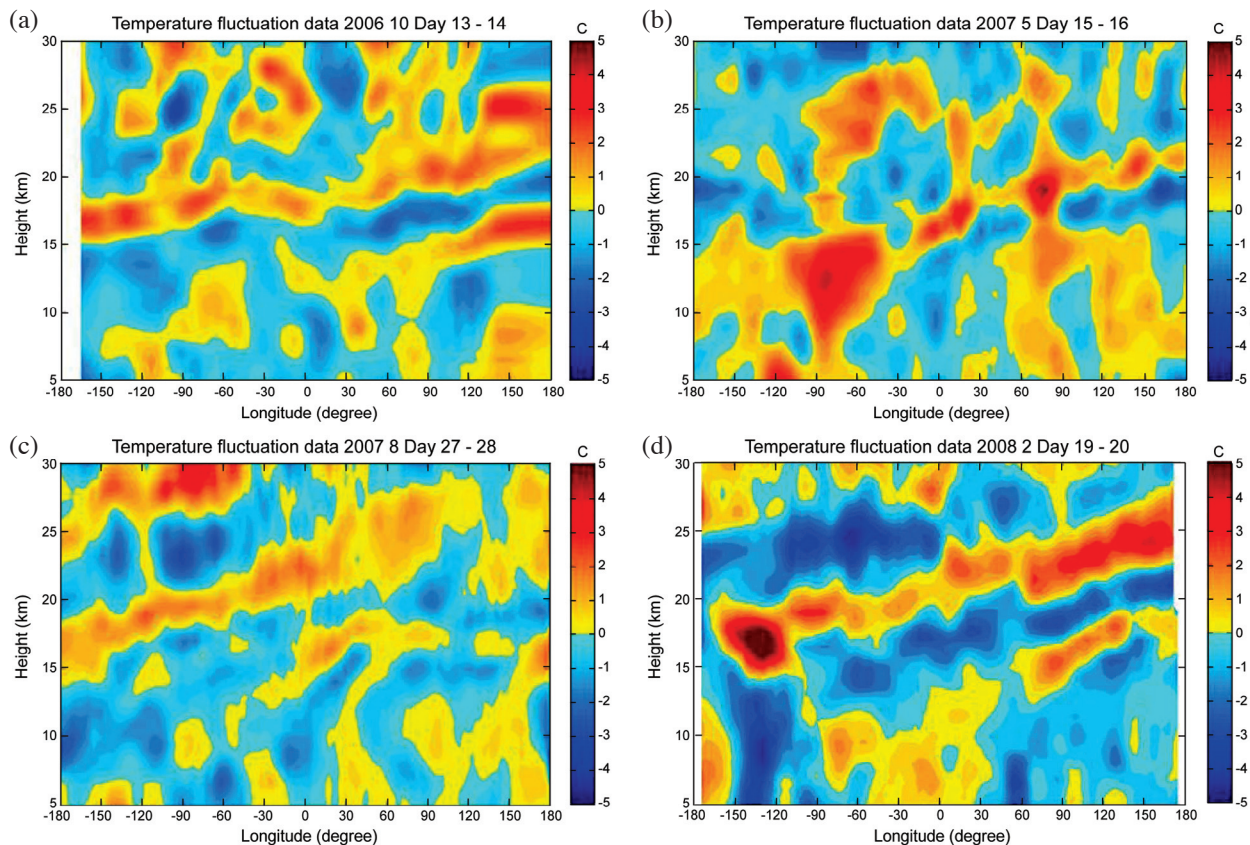 (a)
Temperature fluctuation data 2006 10 Day 13 - 14
C
30
25
20
15
10
5
Height (km)
-180 -150 -120 -90 -60 -30 0 30 60 90 120 150 180
Longitude (degree)
5
4
3
2
1
0
-1
-2
-3
-4
-5
(b)
Temperature fluctuation data 2007 5 Day 15 - 16
C
30
25
20
15
10
5
Height (km)
-180 -150 -120 -90 -60 -30 0 30 60 90 120 150 180
Longitude (degree)
5
4
3
2
1
0
-1
-2
-3
-4
-5
(c)
Temperature fluctuation data 2007 8 Day 27 - 28
C
30
25
20
15
10
5
Height (km)
-180 -150 -120 -90 -60 -30 0 30 60 90 120 150 180
Longitude (degree)
5
4
3
2
1
0
-1
-2
-3
-4
-5
(d)
Temperature fluctuation data 2008 2 Day 19 - 20
C
30
25
20
15
10
5
Height (km)
-180 -150 -120 -90 -60 -30 0 30 60 90 120 150 180
Longitude (degree)
5
4
3
2
1
0
-1
-2
-3
-4
-5